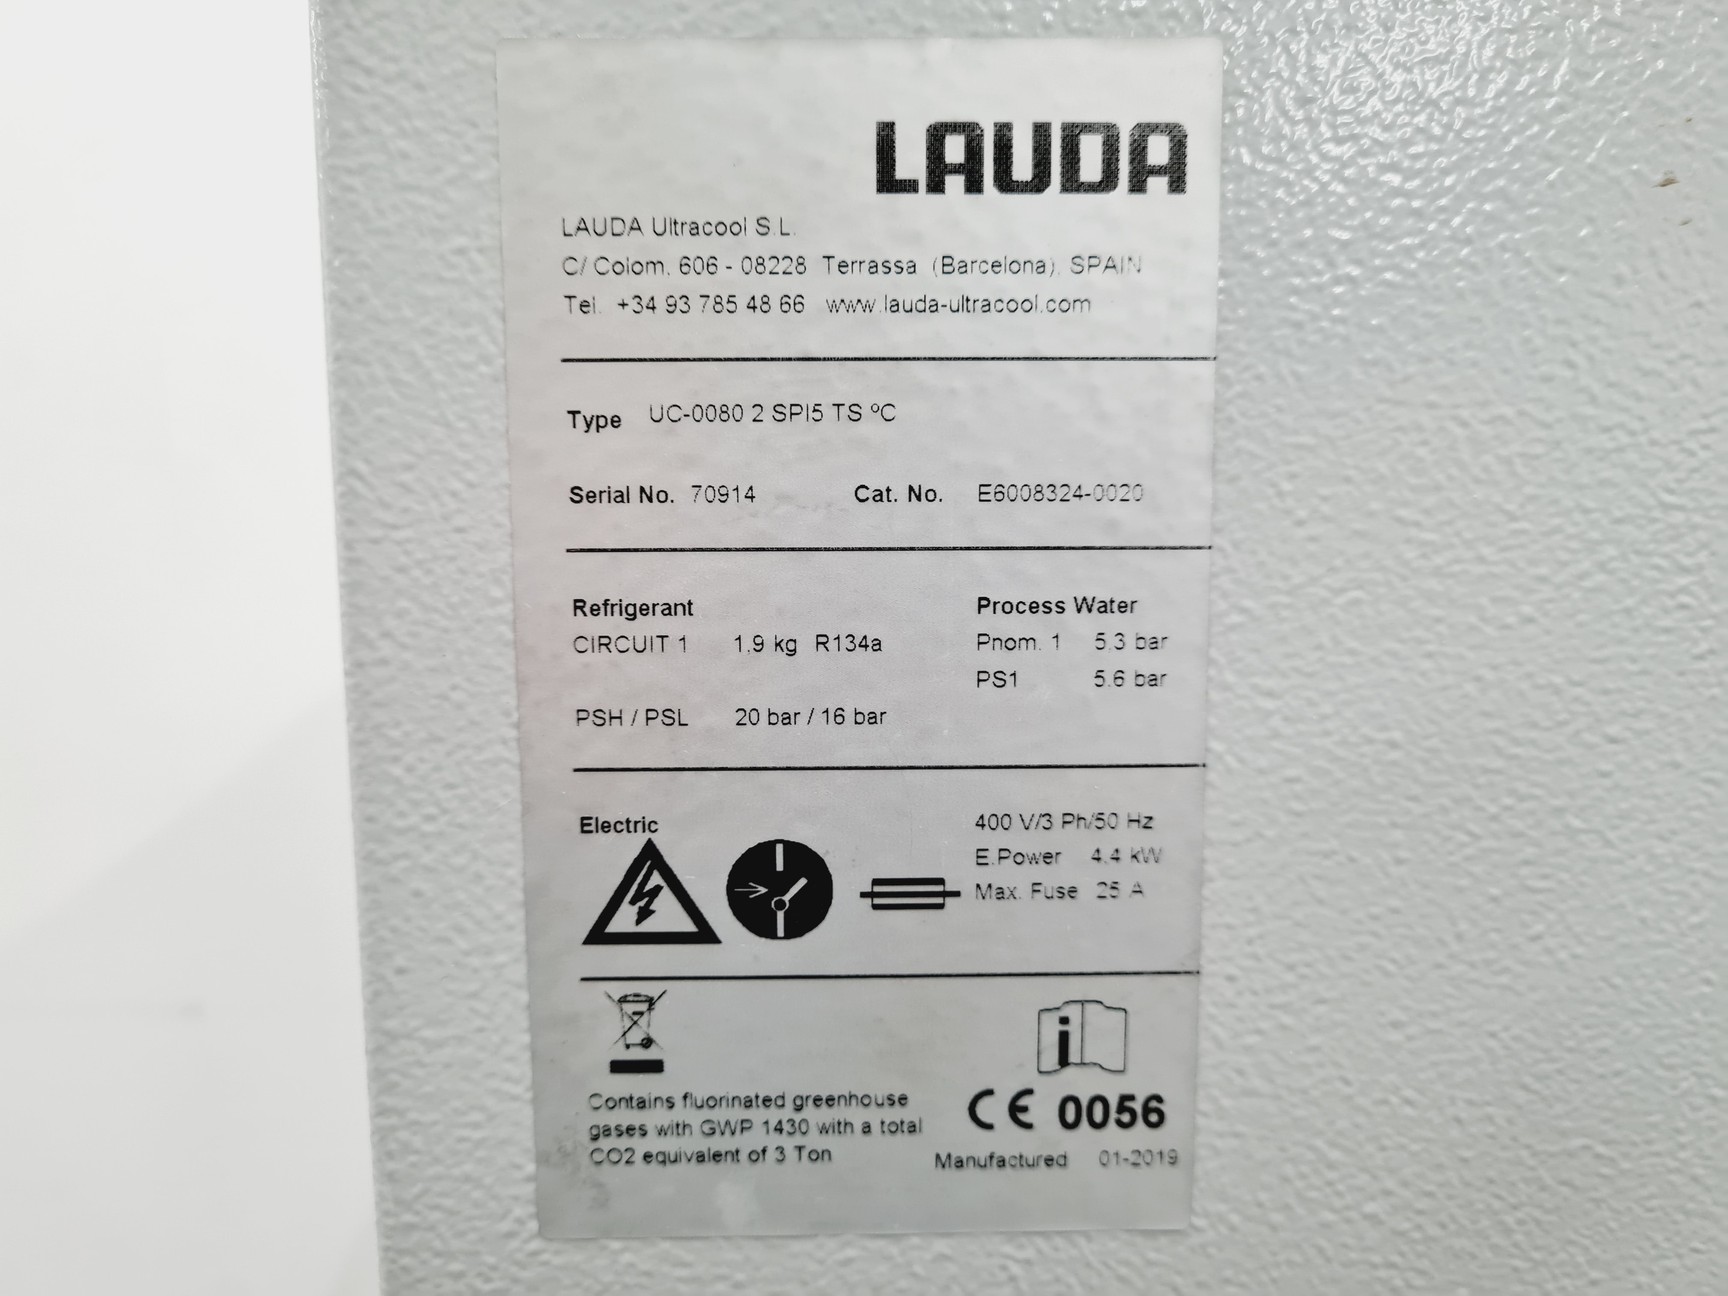 LAUDA
LAUDA Ultracool S.L.
C/ Colom, 606 - 08228 Terrassa (Barcelona), SPAIN
Tel. +34 93 785 48 66 www.lauda-ultracool.com
Type UC-0080 2 SPI5 TS ºC
Serial No. 70914 Cat. No. E6008324-0020
Refrigerant Process Water
CIRCUIT 1 1,9 kg R134a Pnom. 1 5.3 bar
PS1 5.6 bar
PSH / PSL 20 bar / 16 bar
Electric 400 V/3 Ph/50 Hz
E.Power 4.4 kW
Max. Fuse 25 A
i
Contains fluorinated greenhouse
gases with GWP 1430 with a total
CO2 equivalent of 3 Ton
CE 0056
Manufactured 01-2019